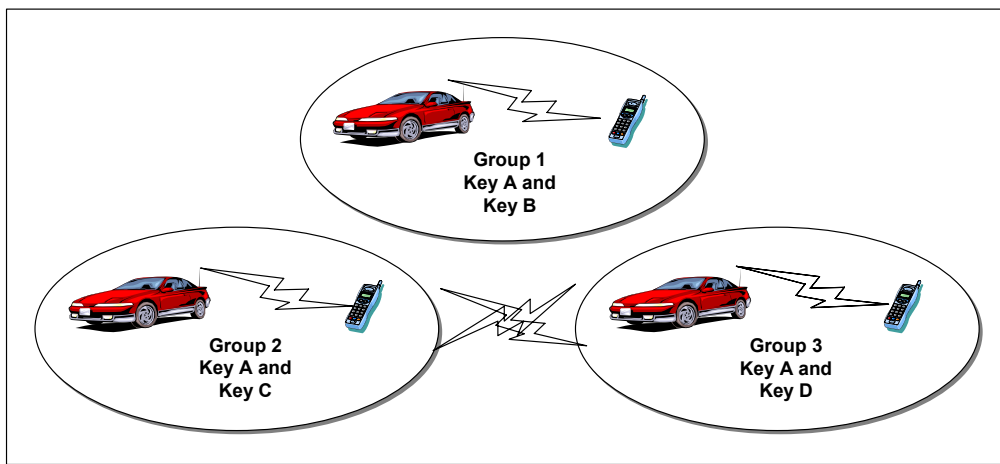 Group 1
Key A and
Key B
Group 2
Key A and
Key C
Group 3
Key A and
Key D